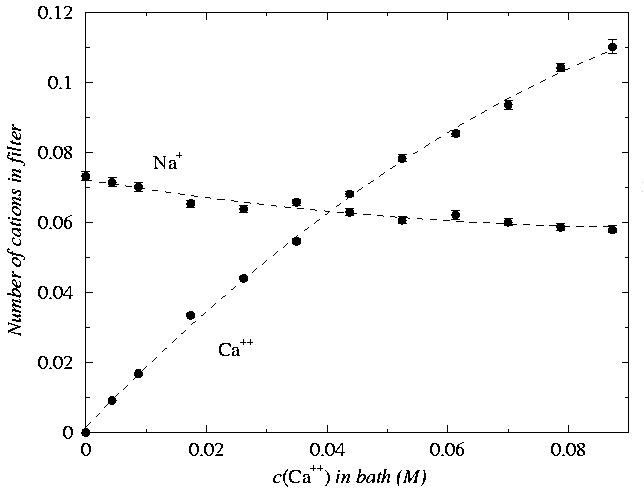 0.12
0.1
0.08
0.06
0.04
0.02
0
Number of cations in filter
Na+
Ca++
0 0.02 0.04 0.06 0.08
c(Ca++) in bath (M)